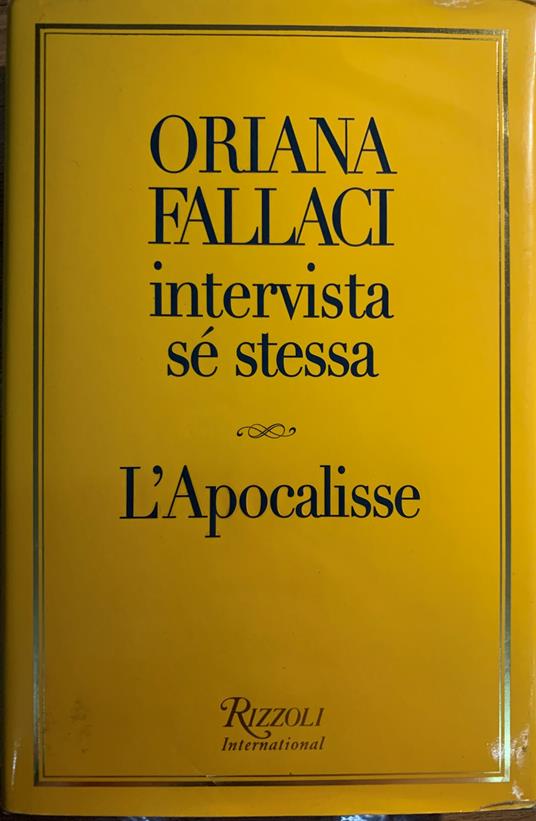 ORIANA
FALLACI
intervista
sé stessa
L'Apocalisse
RIZZOLI
International